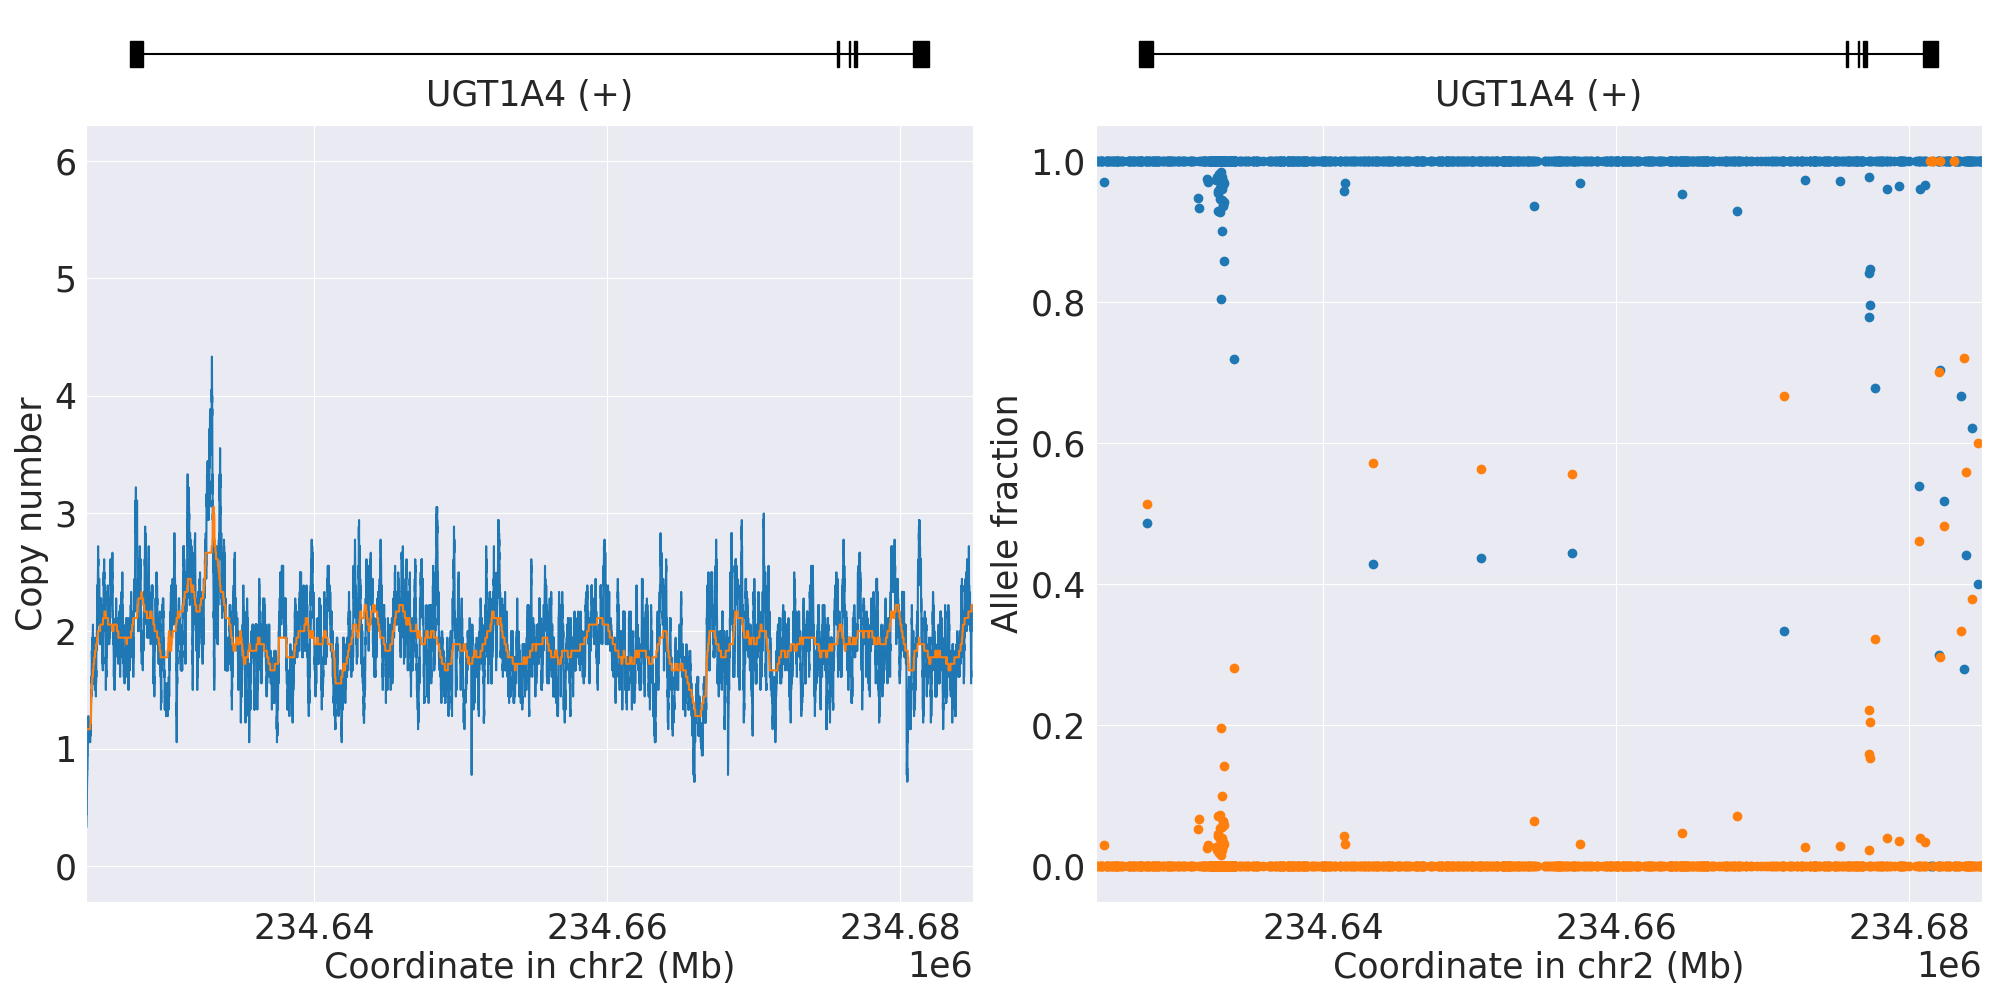 UGT1A4 (+)
6
5
4
3
2
1
0
Copy number
234.64
234.66
234.68
Coordinate in chr2 (Mb)
1e6
UGT1A4 (+)
1.0
0.8
0.6
0.4
0.2
0.0
Allele fraction
234.64
234.66
234.68
Coordinate in chr2 (Mb)
1e6